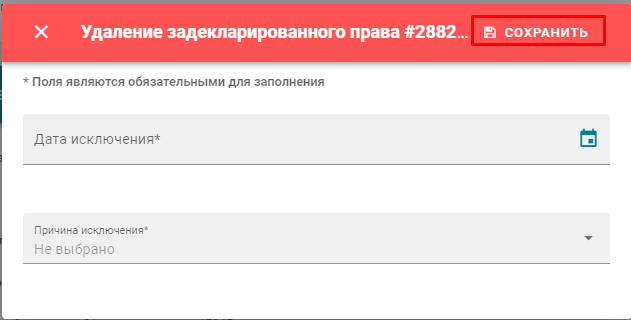 Удаление задекларированного права #2882... СОХРАНИТЬ
* Поля являются обязательными для заполнения
Дата исключения*
Причина исключения*
Не выбрано